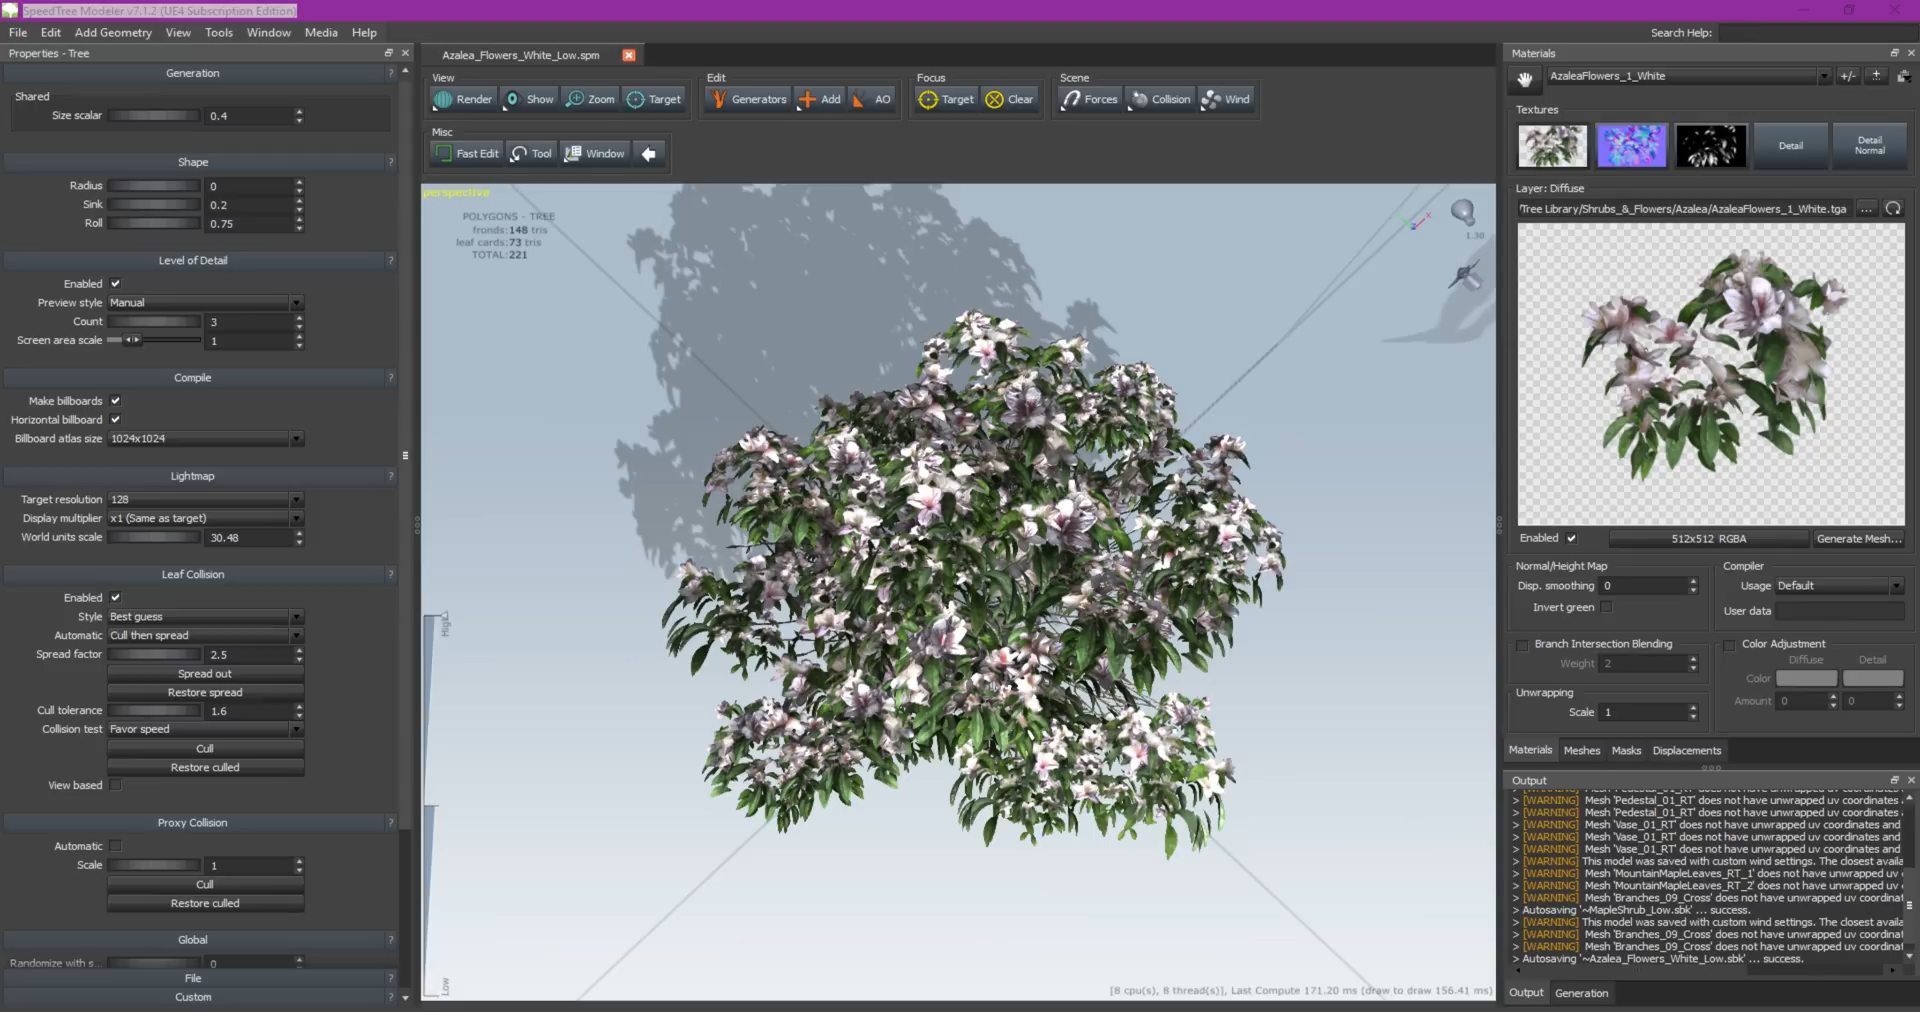 SpeedTree Modeler v7.1.2 (UE4 Subscription Edition)
File Edit Add Geometry View Tools Window Media Help
Search Help:
Properties - Tree
Generation ?
Shared
Size scalar 0.4
Shape ?
Radius 0
Sink 0.2
Roll 0.75
Level of Detail ?
Enabled
Preview style Manual
Count 3
Screen area scale 1
Compile ?
Make billboards
Horizontal billboard
Billboard atlas size 1024x1024
Lightmap ?
Target resolution 128
Display multiplier x1 (Same as target)
World units scale 30.48
Leaf Collision ?
Enabled
Style Best guess
Automatic Cull then spread
Spread factor 2.5
Spread out
Restore spread
Cull tolerance 1.6
Collision test Favor speed
Cull
Restore culled
View based
Proxy Collision ?
Automatic
Scale 1
Cull
Restore culled
Global ?
Randomize with s... 0
File
Custom ?
Azalea_Flowers_White_Low.spm
View
Render Show Zoom Target
Edit
Generators Add AO
Focus
Target Clear
Scene
Forces Collision Wind
Misc
Fast Edit Tool Window
perspective
POLYGONS - TREE
fronds:148 tris
leaf cards:73 tris
TOTAL:221
1.30
High
Low
[8 cpu(s), 8 thread(s)], Last Compute 171.20 ms (draw to draw 156.41 ms)
Materials
AzaleaFlowers_1_White +/-
Textures
Detail
Detail Normal
Layer: Diffuse
'Tree Library/Shrubs_&_Flowers/Azalea/AzaleaFlowers_1_White.tga ...
Enabled 512x512 RGBA Generate Mesh...
Normal/Height Map
Disp. smoothing 0
Invert green
Compiler
Usage Default
User data
Branch Intersection Blending
Weight 2
Color Adjustment
Diffuse Detail
Color
Amount 0 0
Unwrapping
Scale 1
Materials Meshes Masks Displacements
Output
> [WARNING] Mesh 'Pedestal_01_RT' does not have unwrapped uv coordinates
> [WARNING] Mesh 'Pedestal_01_RT' does not have unwrapped uv coordinates
> [WARNING] Mesh 'Pedestal_01_RT' does not have unwrapped uv coordinates
> [WARNING] Mesh 'Vase_01_RT' does not have unwrapped uv coordinates and
> [WARNING] Mesh 'Vase_01_RT' does not have unwrapped uv coordinates and
> [WARNING] Mesh 'Vase_01_RT' does not have unwrapped uv coordinates and
> [WARNING] This model was saved with custom wind settings. The closest availa
> [WARNING] Mesh 'MountainMapleLeaves_RT_1' does not have unwrapped uv
> [WARNING] Mesh 'MountainMapleLeaves_RT_2' does not have unwrapped uv
> [WARNING] Mesh 'Branches_09_Cross' does not have unwrapped uv coordinat
> Autosaving '~MapleShrub_Low.sbk' ... success.
> [WARNING] This model was saved with custom wind settings. The closest availa
> [WARNING] Mesh 'Branches_09_Cross' does not have unwrapped uv coordinat
> [WARNING] Mesh 'Branches_09_Cross' does not have unwrapped uv coordinat
> Autosaving '~Azalea_Flowers_White_Low.sbk' ... success.
Output Generation